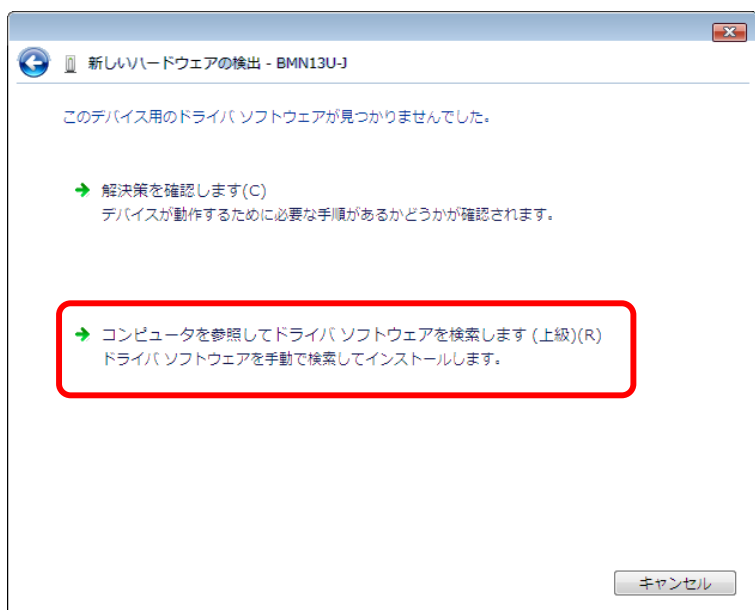 新しいハードウェアの検出 - BMN13U-J
このデバイス用のドライバ ソフトウェアが見つかりませんでした。
解決策を確認します(C)
デバイスが動作するために必要な手順があるかどうかが確認されます。
コンピュータを参照してドライバ ソフトウェアを検索します (上級)(R)
ドライバ ソフトウェアを手動で検索してインストールします。
キャンセル